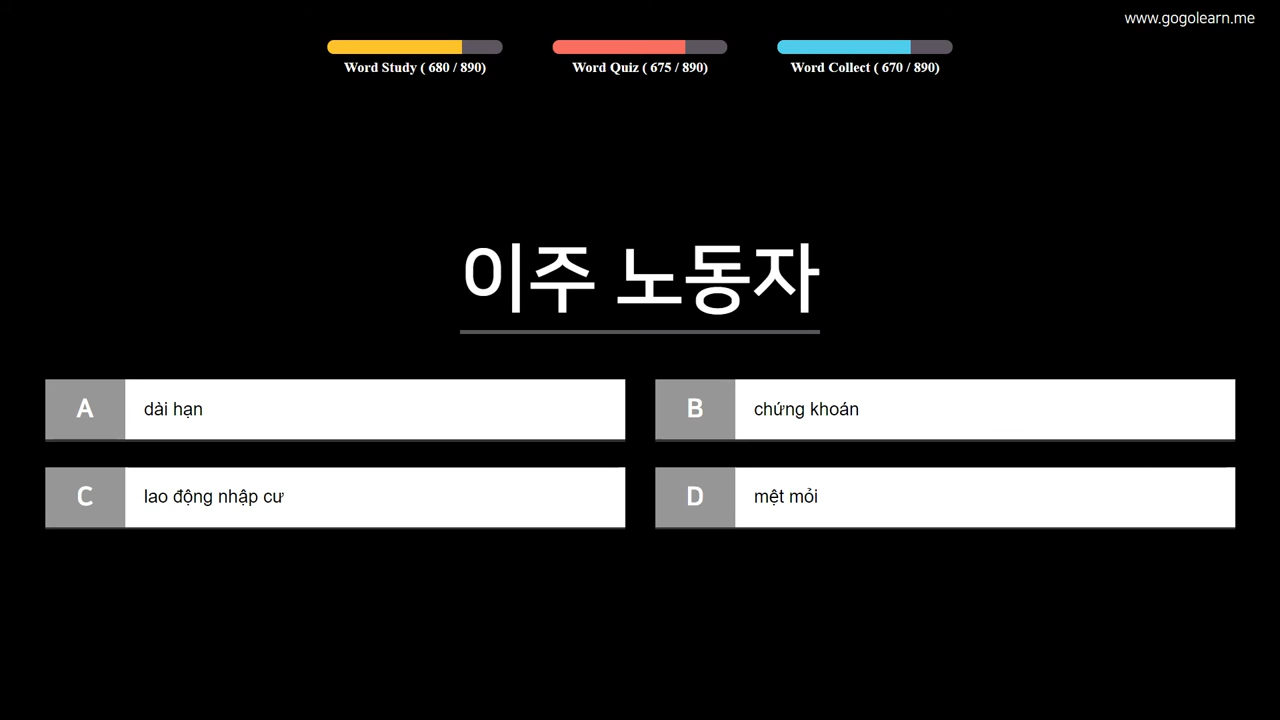 www.gogolearn.me
Word Study ( 680 / 890)
Word Quiz ( 675 / 890)
Word Collect ( 670 / 890)
이주 노동자
A dài hạn
B chứng khoán
C lao động nhập cư
D mệt mỏi